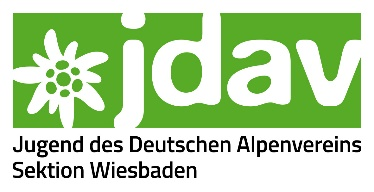 jdav
Jugend des Deutschen Alpenvereins
Sektion Wiesbaden